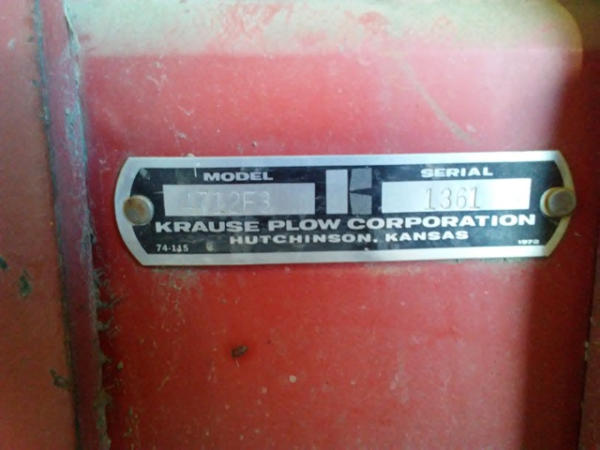 MODEL SERIAL
1361
KRAUSE PLOW CORPORATION
HUTCHINSON, KANSAS
74-115